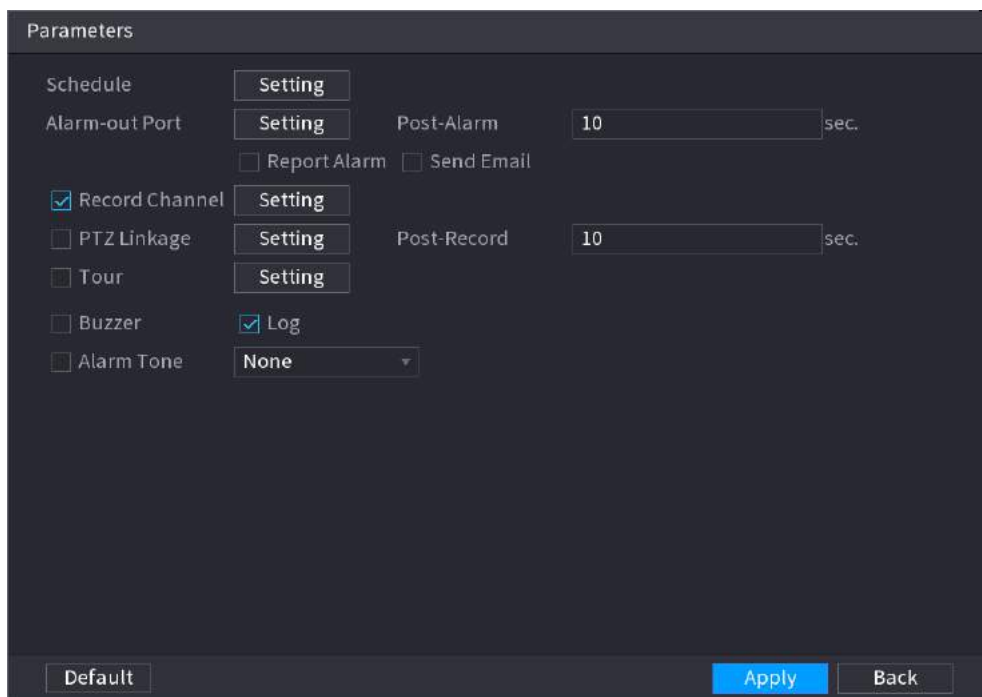 Parameters
Schedule Setting
Alarm-out Port Setting Post-Alarm 10 sec.
Report Alarm Send Email
Record Channel Setting
PTZ Linkage Setting Post-Record 10 sec.
Tour Setting
Buzzer Log
Alarm Tone None
Default Apply Back